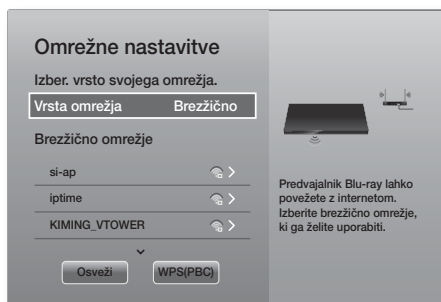 Omrežne nastavitve
Izber. vrsto svojega omrežja.
Vrsta omrežja Brezžično
Brezžično omrežje
si-ap
iptime
KIMING_VTOWER
Osveži WPS(PBC)
Predvajalnik Blu-ray lahko
povežete z internetom.
Izberite brezžično omrežje,
ki ga želite uporabiti.